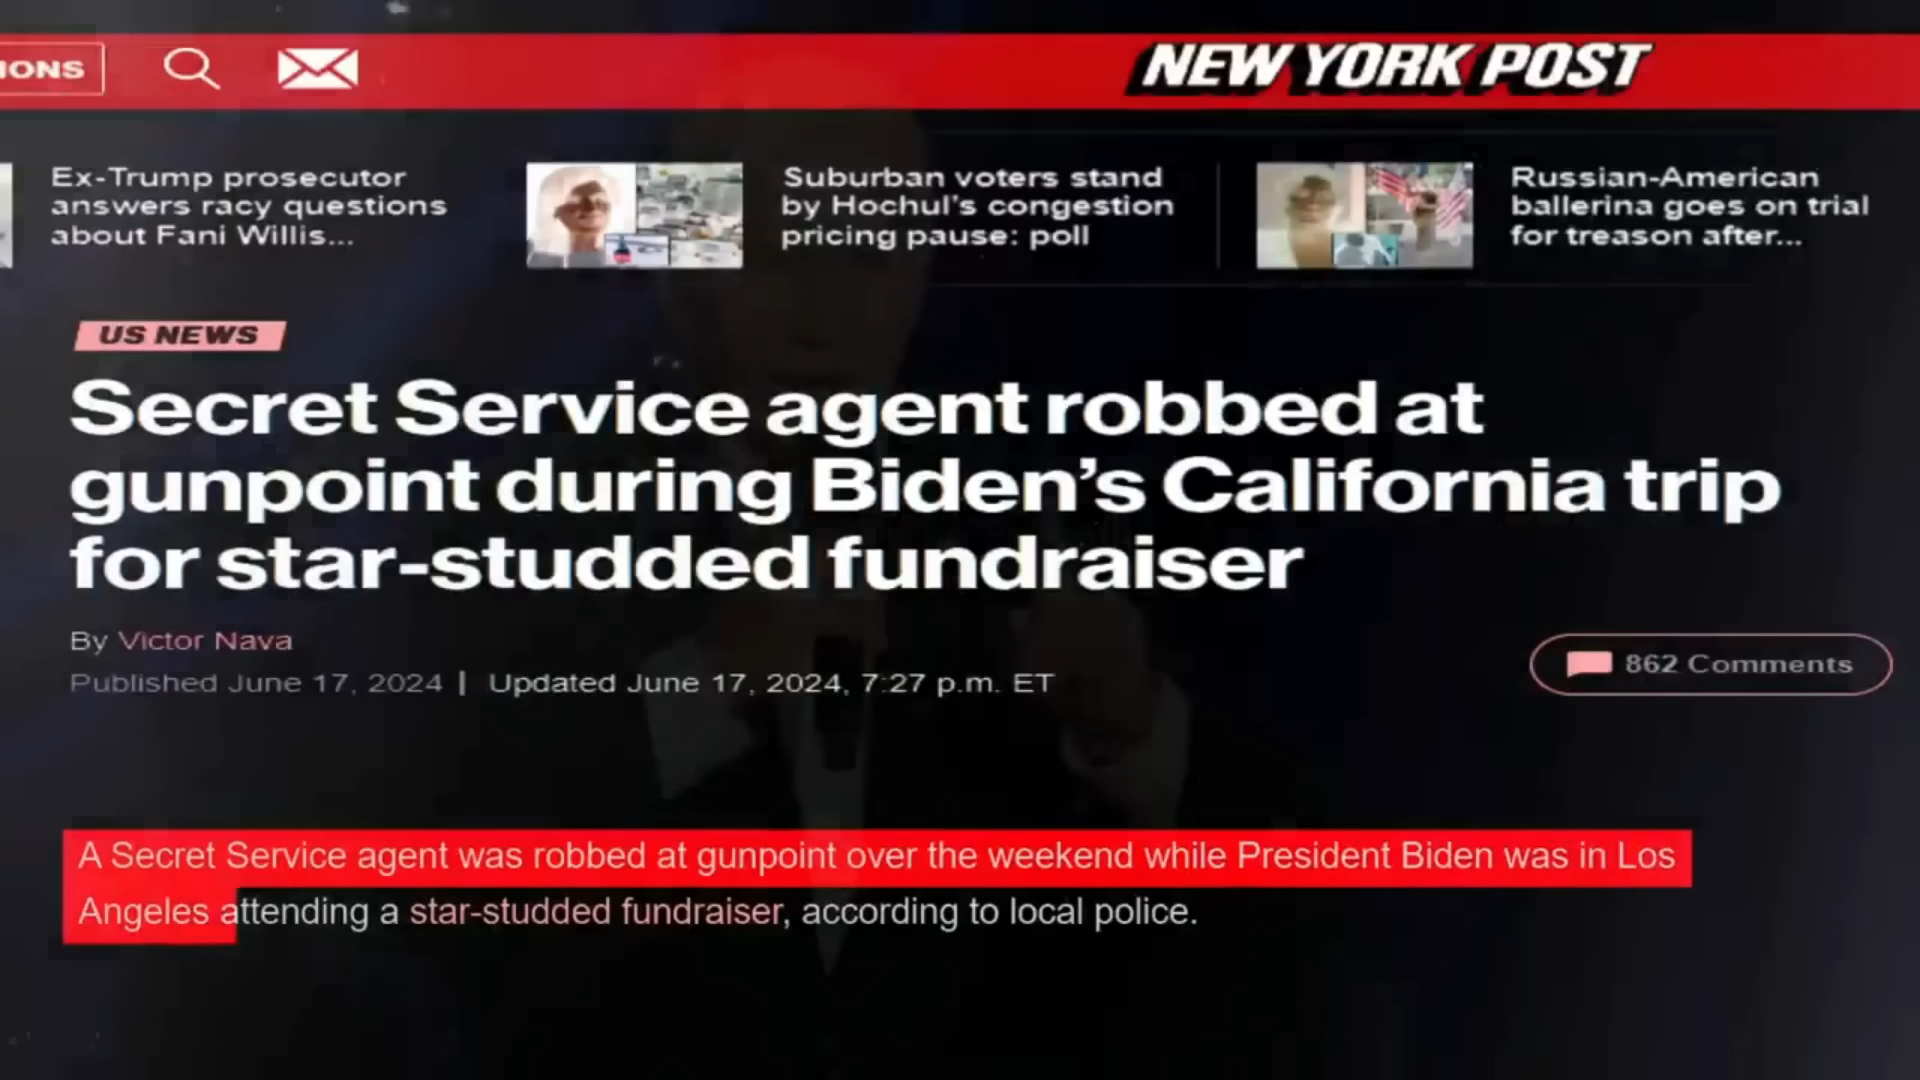 IONS
NEW YORK POST
Ex-Trump prosecutor
answers racy questions
about Fani Willis...
Suburban voters stand
by Hochul's congestion
pricing pause: poll
Russian-American
ballerina goes on trial
for treason after...
US NEWS
Secret Service agent robbed at
gunpoint during Biden’s California trip
for star-studded fundraiser
By Victor Nava
Published June 17, 2024 | Updated June 17, 2024, 7:27 p.m. ET
862 Comments
A Secret Service agent was robbed at gunpoint over the weekend while President Biden was in Los
Angeles attending a star-studded fundraiser, according to local police.